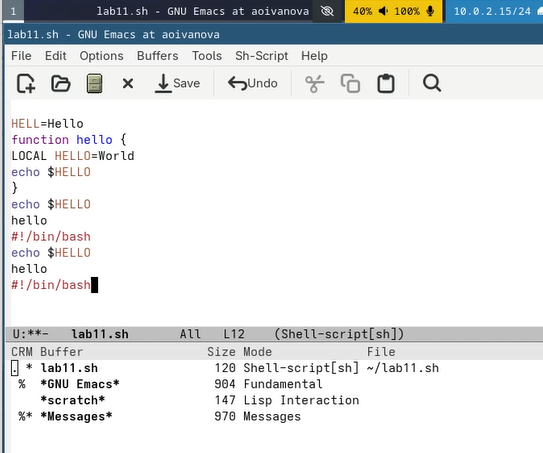 1 lab11.sh - GNU Emacs at aoivanova 40% 100% 10.0.2.15/24
lab11.sh - GNU Emacs at aoivanova
File Edit Options Buffers Tools Sh-Script Help
Save Undo
HELL=Hello
function hello {
LOCAL HELLO=World
echo $HELLO
}
echo $HELLO
hello
#!/bin/bash
echo $HELLO
hello
#!/bin/bash
U:**- lab11.sh All L12 (Shell-script[sh])
CRM Buffer Size Mode File
. * lab11.sh 120 Shell-script[sh] ~/lab11.sh
% *GNU Emacs* 904 Fundamental
*scratch* 147 Lisp Interaction
%* *Messages* 970 Messages